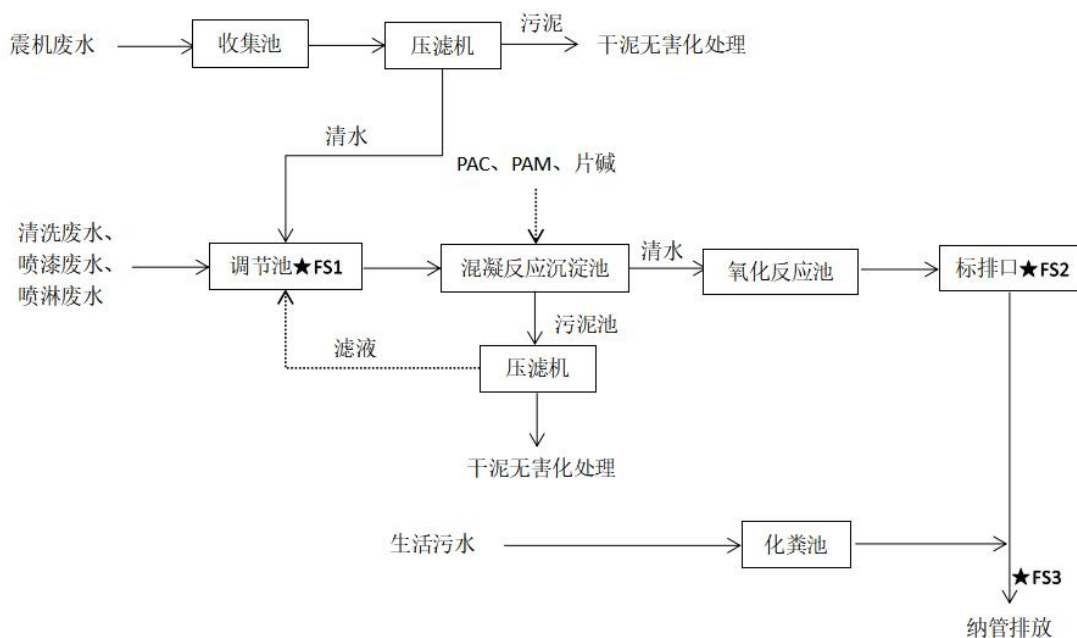 震机废水
收集池
压滤机
污泥
干泥无害化处理
清水
PAC、PAM、片碱
清洗废水、
喷漆废水、
喷淋废水
调节池★FS1
混凝反应沉淀池
清水
氧化反应池
标排口★FS2
污泥池
滤液
压滤机
干泥无害化处理
生活污水
化粪池
★FS3
纳管排放